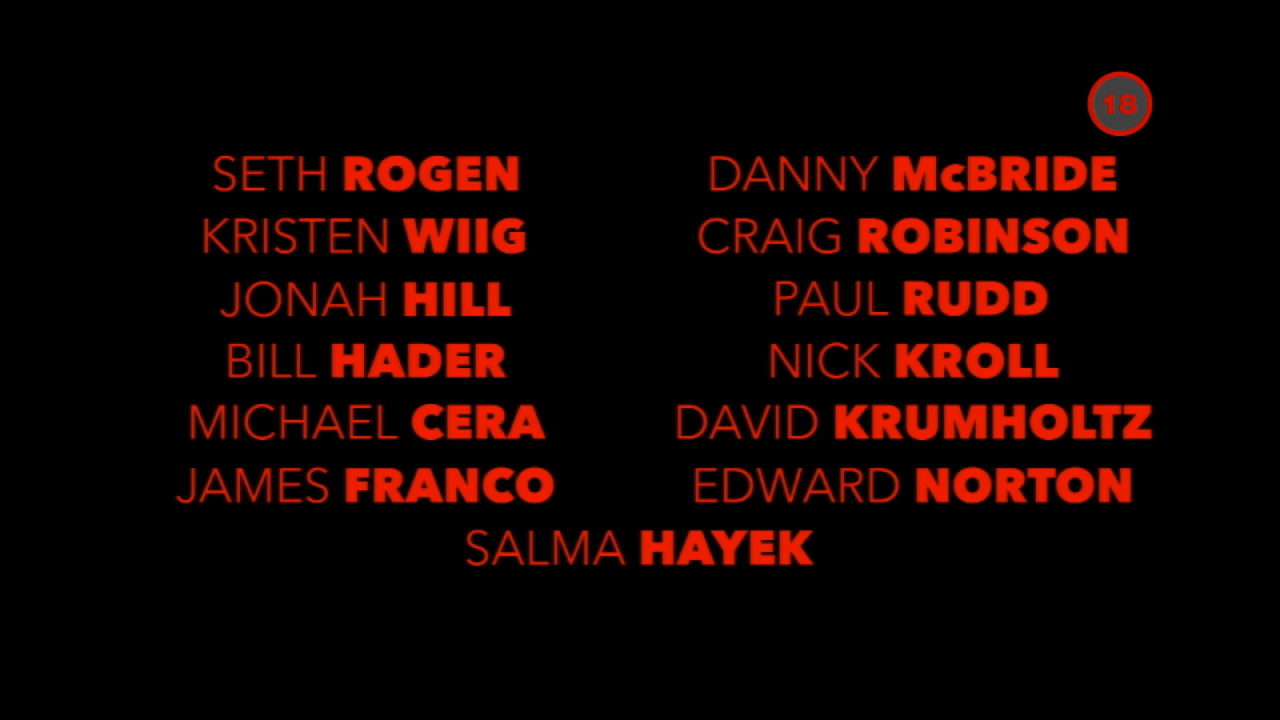 18
SETH ROGEN
KRISTEN WIIG
JONAH HILL
BILL HADER
MICHAEL CERA
JAMES FRANCO
DANNY McBRIDE
CRAIG ROBINSON
PAUL RUDD
NICK KROLL
DAVID KRUMHOLTZ
EDWARD NORTON
SALMA HAYEK